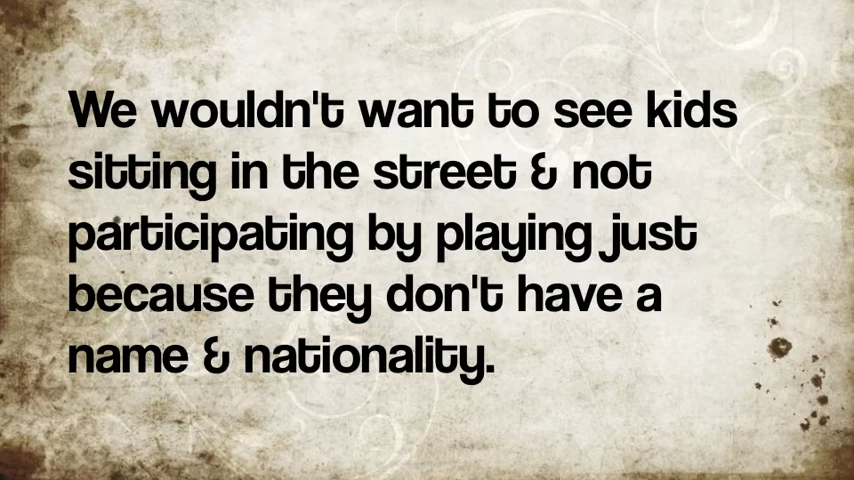 We wouldn't want to see kids
sitting in the street & not
participating by playing just
because they don't have a
name & nationality.